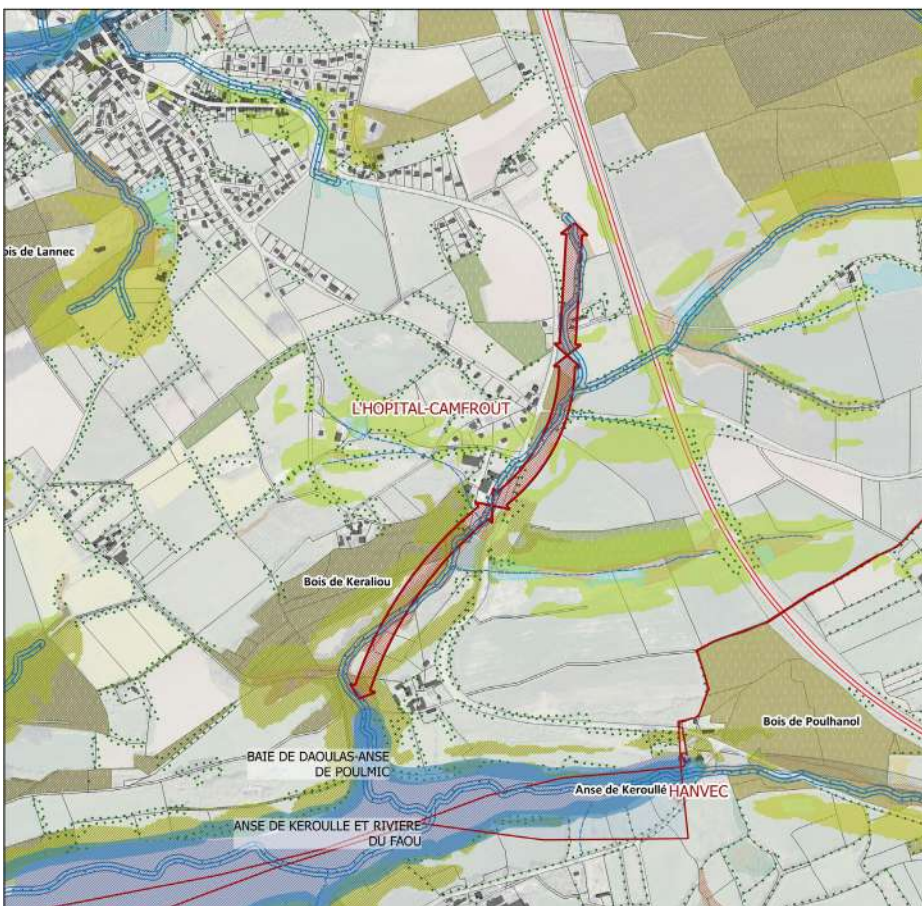 ois de Lannec
L'HOPITAL-CAMFROUT
Bois de Keraliou
Bois de Poulhanol
BAIE DE DAOULAS-ANSE
DE POULMIC
Anse de Keroullé
HANVEC
ANSE DE KEROULLE ET RIVIERE
DU FAOU